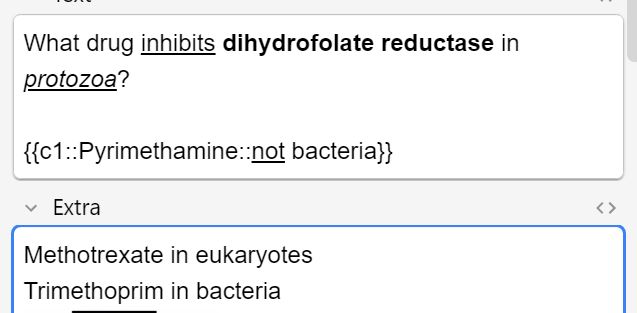 What drug inhibits dihydrofolate reductase in
protozoa?
{{c1::Pyrimethamine::not bacteria}}
Extra
Methotrexate in eukaryotes
Trimethoprim in bacteria